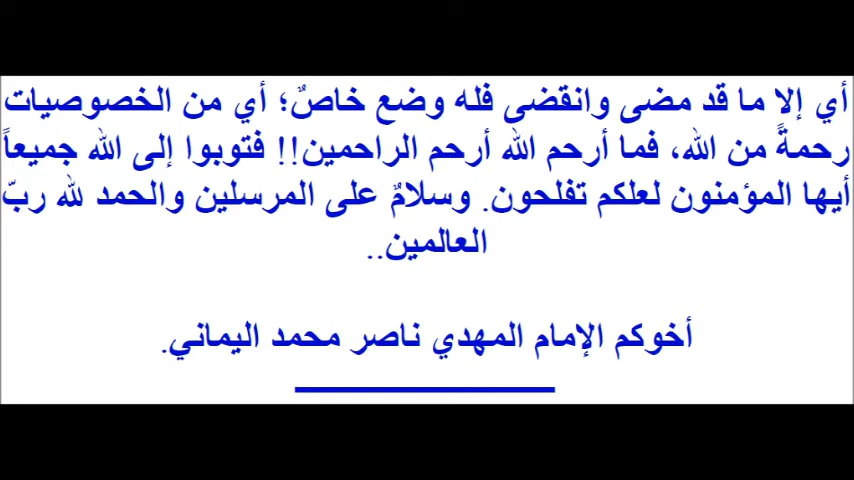 أي إلا ما قد مضى وانقضى فله وضع خاصٌ؛ أي من الخصوصيات
رحمةً من الله، فما أرحم الله أرحم الراحمين!! فتوبوا إلى الله جميعاً
أيها المؤمنون لعلكم تفلحون. وسلامٌ على المرسلين والحمد لله ربّ
العالمين..
أخوكم الإمام المهدي ناصر محمد اليماني.